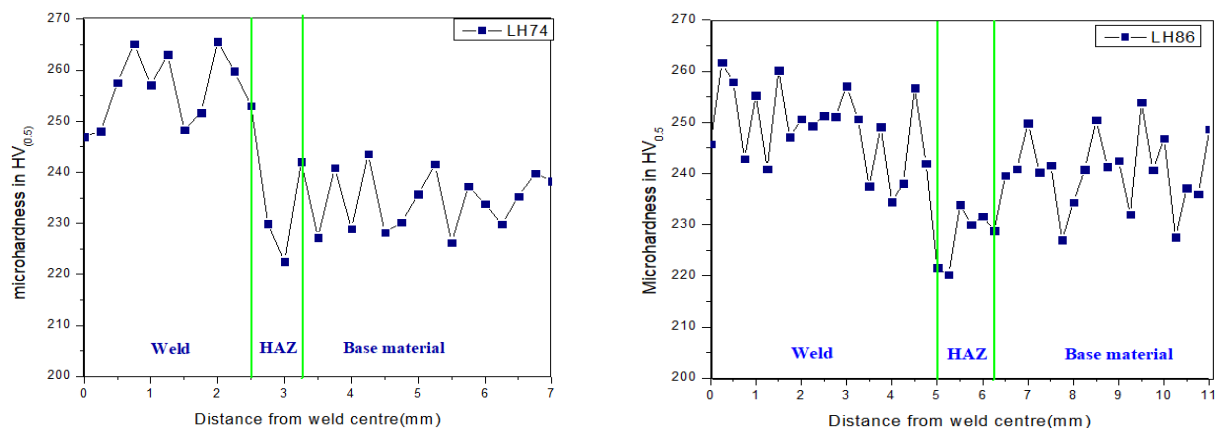 270
260
250
240
230
220
210
200
microhardness in HV(0.5)
LH74
Weld
HAZ
Base material
0 1 2 3 4 5 6 7
Distance from weld centre(mm)
270
260
250
240
230
220
210
200
Microhardness in HV0.5
LH86
Weld
HAZ
Base material
0 1 2 3 4 5 6 7 8 9 10 11
Distance from weld centre(mm)